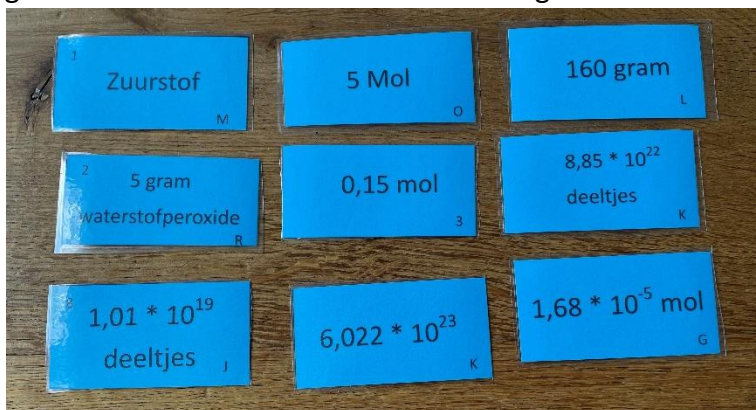 1
Zuurstof
M
5 Mol
O
160 gram
L
2
5 gram
waterstofperoxide
R
0,15 mol
3
8,85 * 10²²
deeltjes
K
1,01 * 10¹⁹
deeltjes
J
6,022 * 10²³
K
1,68 * 10⁻⁵ mol
G